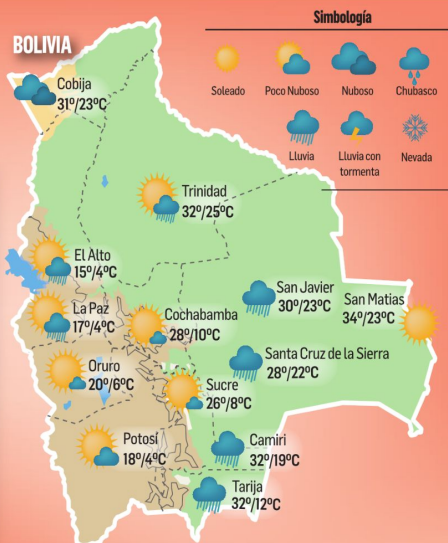 Simbología
BOLIVIA
Soleado
Poco Nuboso
Nuboso
Chubasco
Lluvia
Lluvia con
tormenta
Nevada
Cobija
31º/23ºC
Trinidad
32º/25ºC
El Alto
15º/4ºC
La Paz
17º/4ºC
Cochabamba
28º/10ºC
San Javier
30º/23ºC
San Matias
34º/23ºC
Oruro
20º/6ºC
Santa Cruz de la Sierra
28º/22ºC
Sucre
26º/8ºC
Potosí
18º/4ºC
Camiri
32º/19ºC
Tarija
32º/12ºC